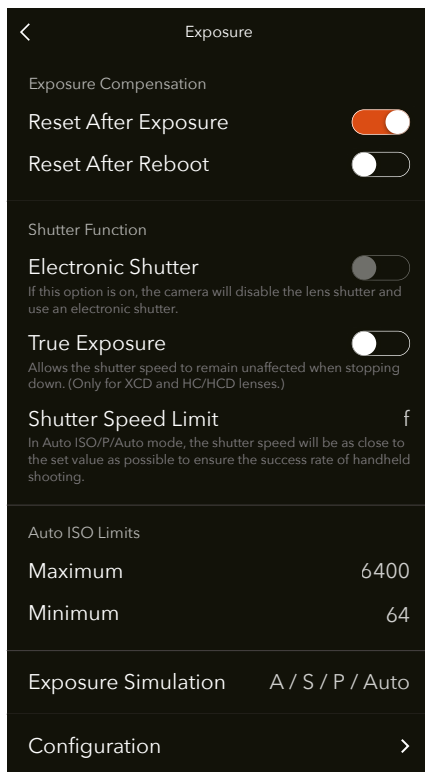 Exposure
Exposure Compensation
Reset After Exposure
Reset After Reboot
Shutter Function
Electronic Shutter
If this option is on, the camera will disable the lens shutter and
use an electronic shutter.
True Exposure
Allows the shutter speed to remain unaffected when stopping
down. (Only for XCD and HC/HCD lenses.)
Shutter Speed Limit f
In Auto ISO/P/Auto mode, the shutter speed will be as close to
the set value as possible to ensure the success rate of handheld
shooting.
Auto ISO Limits
Maximum 6400
Minimum 64
Exposure Simulation A / S / P / Auto
Configuration